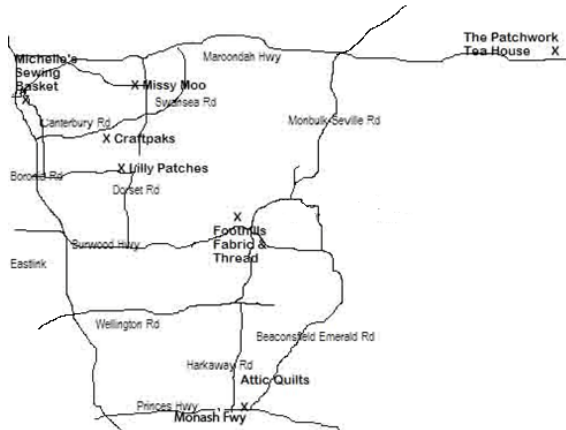 The Patchwork
Tea House X
Maroondah Hwy
Michelle's
Sewing
Basket
X
X Missy Moo
Swansea Rd
Canterbury Rd
Monbulk-Seville Rd
X Craftpaks
X Lilly Patches
Boronia Rd
Dorset Rd
X
Foothills
Fabric &
Thread
Burwood Hwy
Eastlink
Wellington Rd
Beaconsfield Emerald Rd
Harkaway Rd
Attic Quilts
Princes Hwy X
Monash Fwy